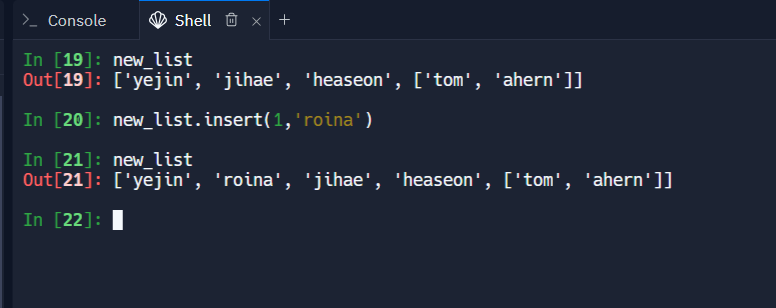 >_ Console Shell × +
In [19]: new_list
Out[19]: ['yejin', 'jihae', 'heaseon', ['tom', 'ahern']]
In [20]: new_list.insert(1,'roina')
In [21]: new_list
Out[21]: ['yejin', 'roina', 'jihae', 'heaseon', ['tom', 'ahern']]
In [22]: